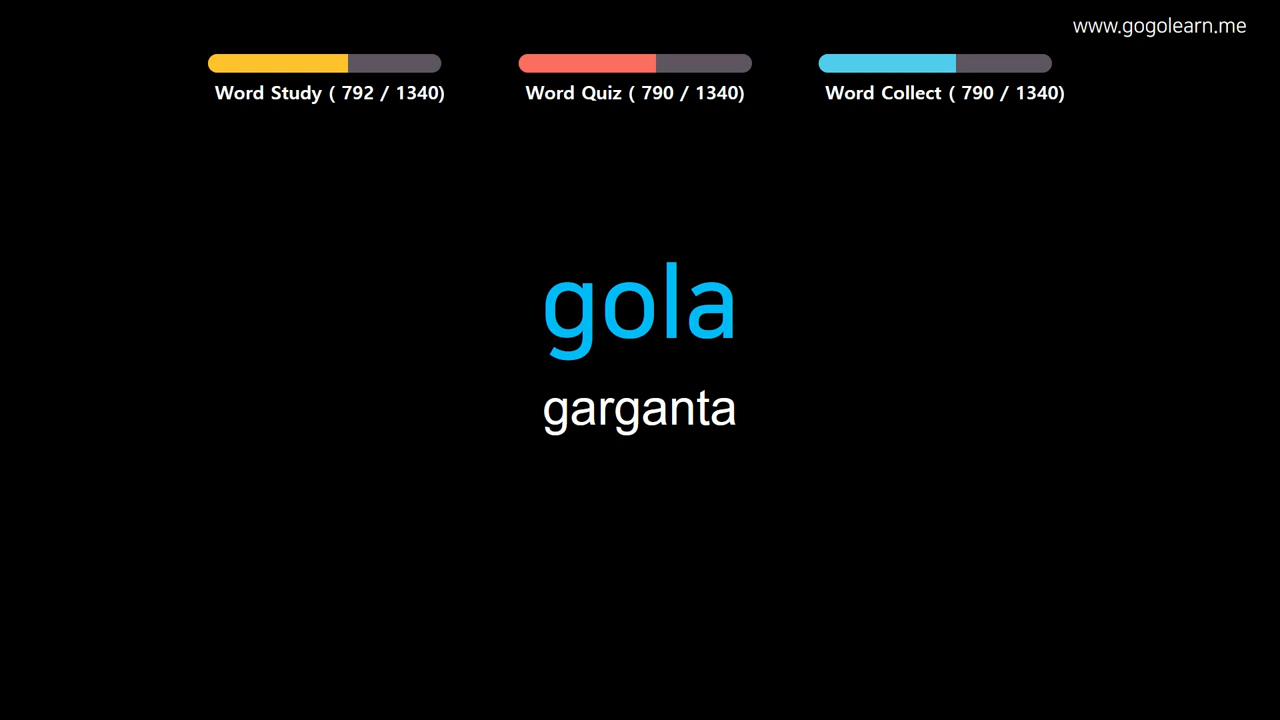 www.gogolearn.me
Word Study ( 792 / 1340)
Word Quiz ( 790 / 1340)
Word Collect ( 790 / 1340)
gola
garganta